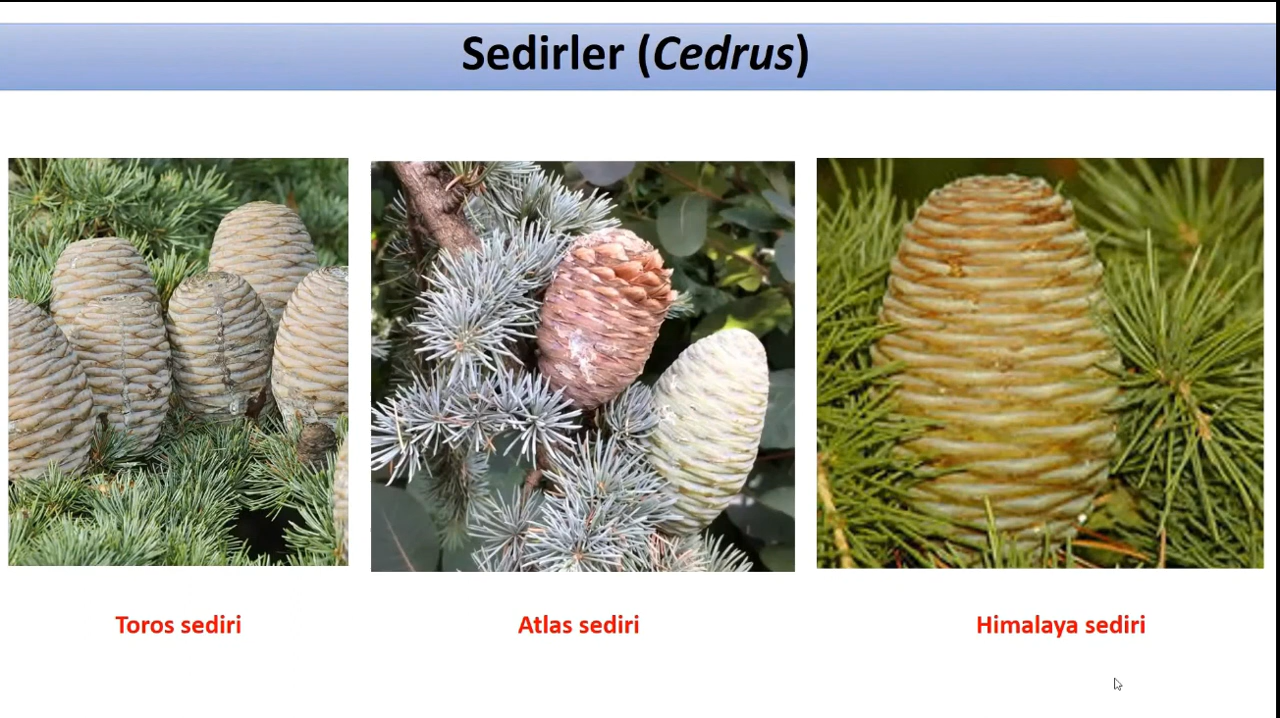 Sedirler (Cedrus)
Toros sediri
Atlas sediri
Himalaya sediri